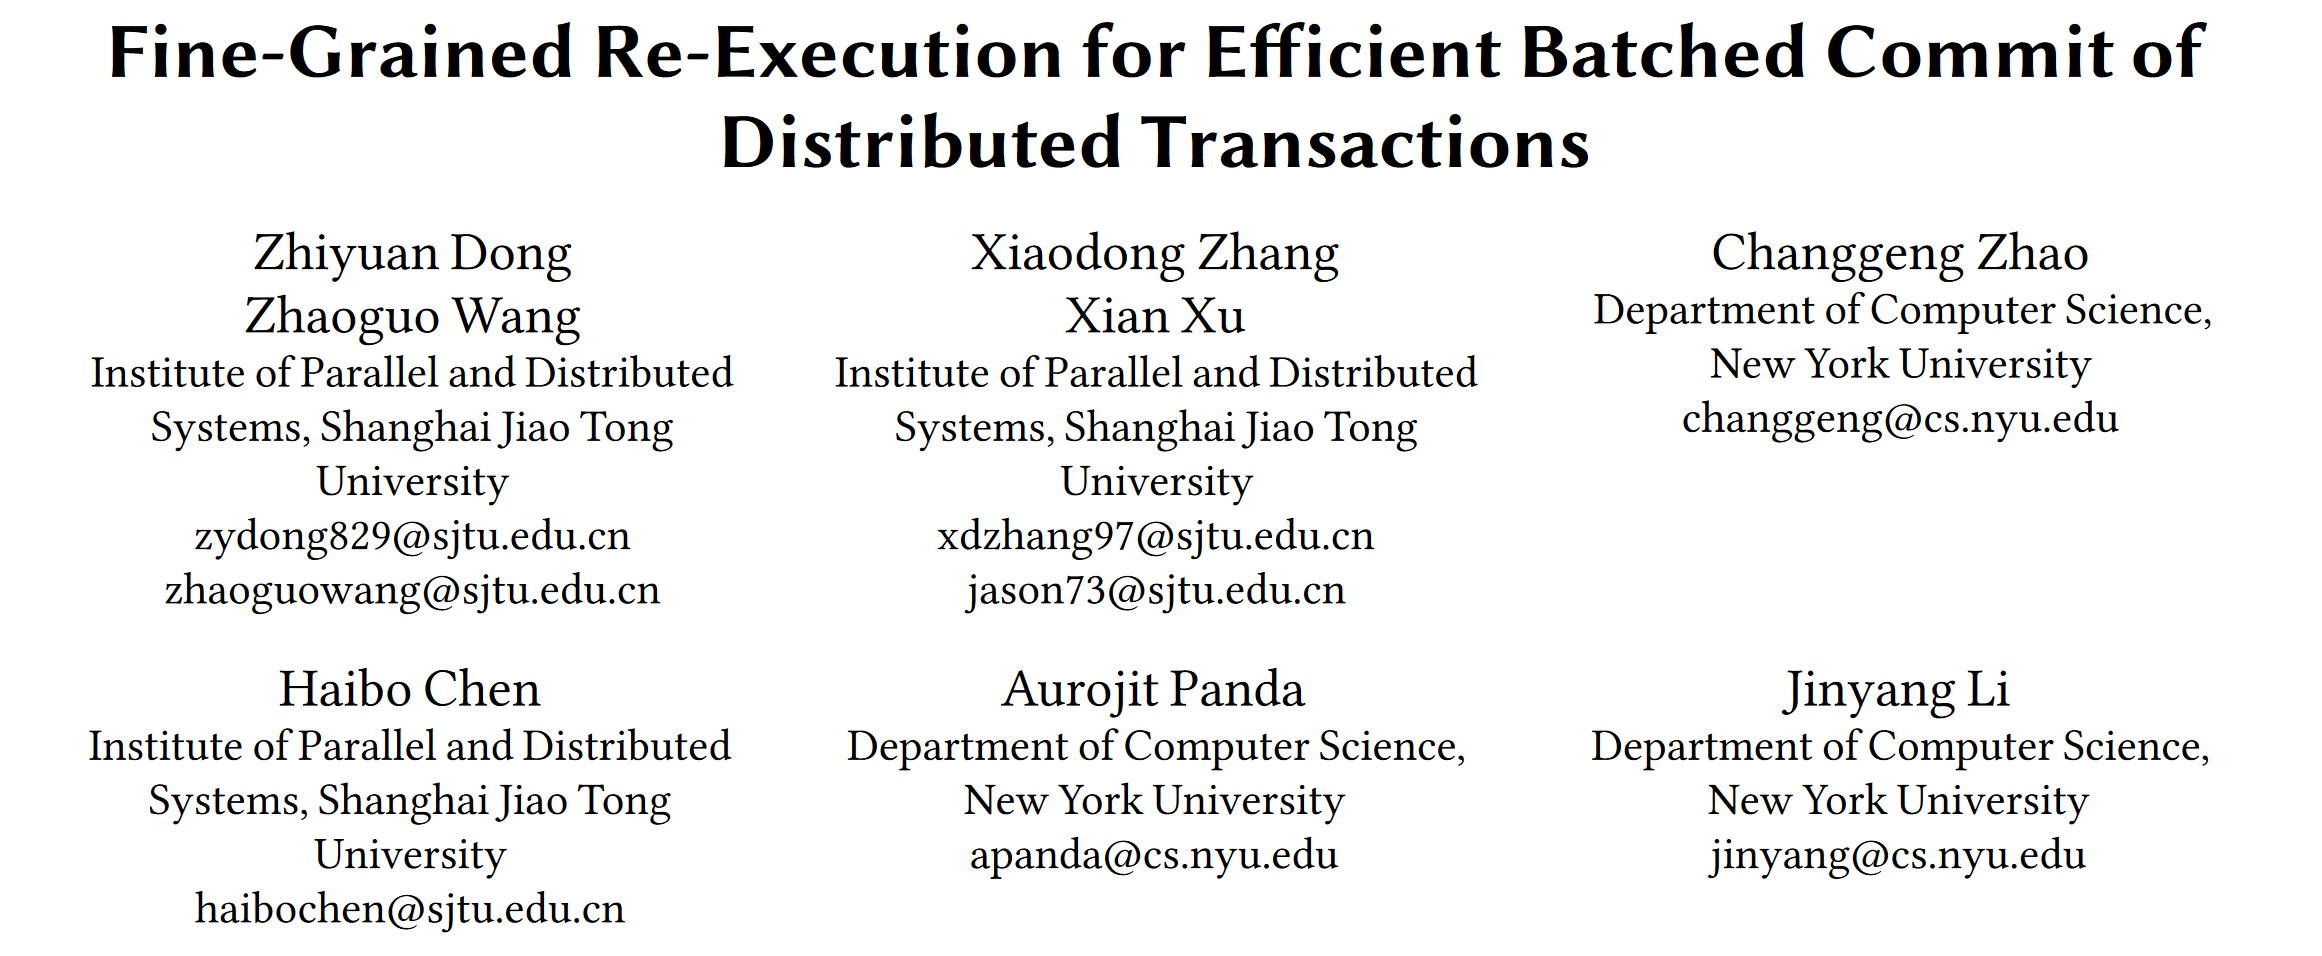 Fine-Grained Re-Execution for Efficient Batched Commit of
Distributed Transactions
Zhiyuan Dong
Zhaoguo Wang
Institute of Parallel and Distributed
Systems, Shanghai Jiao Tong
University
zydong829@sjtu.edu.cn
zhaoguowang@sjtu.edu.cn
Xiaodong Zhang
Xian Xu
Institute of Parallel and Distributed
Systems, Shanghai Jiao Tong
University
xdzhang97@sjtu.edu.cn
jason73@sjtu.edu.cn
Changgeng Zhao
Department of Computer Science,
New York University
changgeng@cs.nyu.edu
Haibo Chen
Institute of Parallel and Distributed
Systems, Shanghai Jiao Tong
University
haibochen@sjtu.edu.cn
Aurojit Panda
Department of Computer Science,
New York University
apanda@cs.nyu.edu
Jinyang Li
Department of Computer Science,
New York University
jinyang@cs.nyu.edu